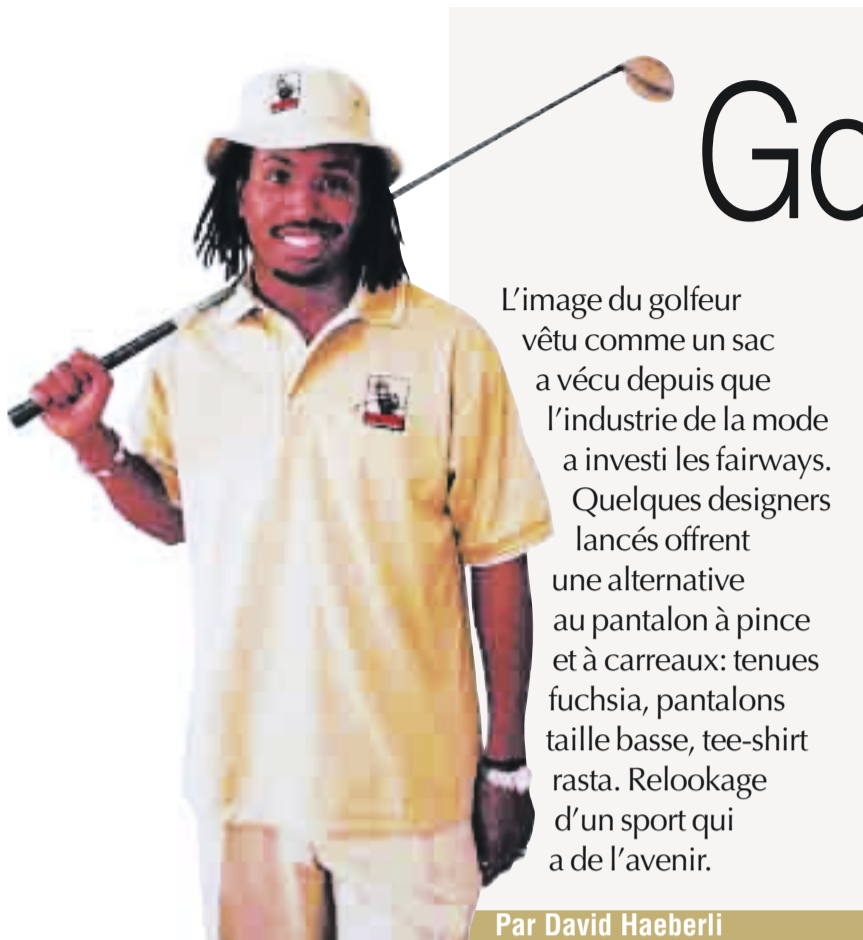 Go
L’image du golfeur
vêtu comme un sac
a vécu depuis que
l’industrie de la mode
a investi les fairways.
Quelques designers
lancés offrent
une alternative
au pantalon à pince
et à carreaux: tenues
fuchsia, pantalons
taille basse, tee-shirt
rasta. Relookage
d’un sport qui
a de l’avenir.
Par David Haeberli